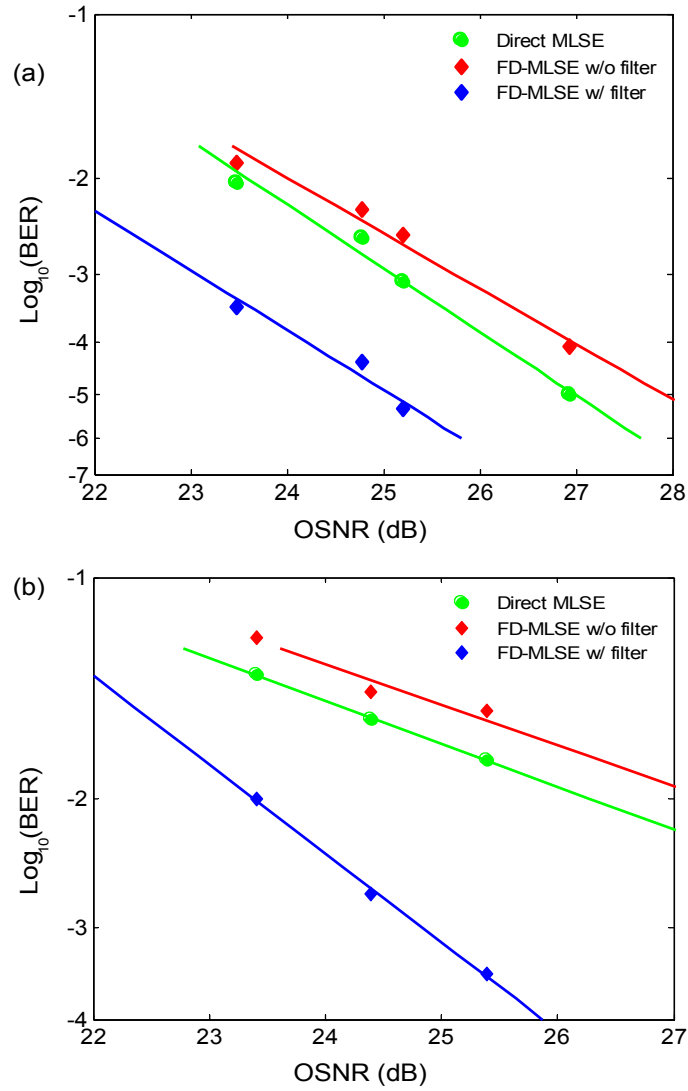 (a)
-1
-2
-3
-4
-5
-6
-7
Log10(BER)
Direct MLSE
FD-MLSE w/o filter
FD-MLSE w/ filter
22 23 24 25 26 27 28
OSNR (dB)
(b)
-1
-2
-3
-4
Log10(BER)
Direct MLSE
FD-MLSE w/o filter
FD-MLSE w/ filter
22 23 24 25 26 27
OSNR (dB)